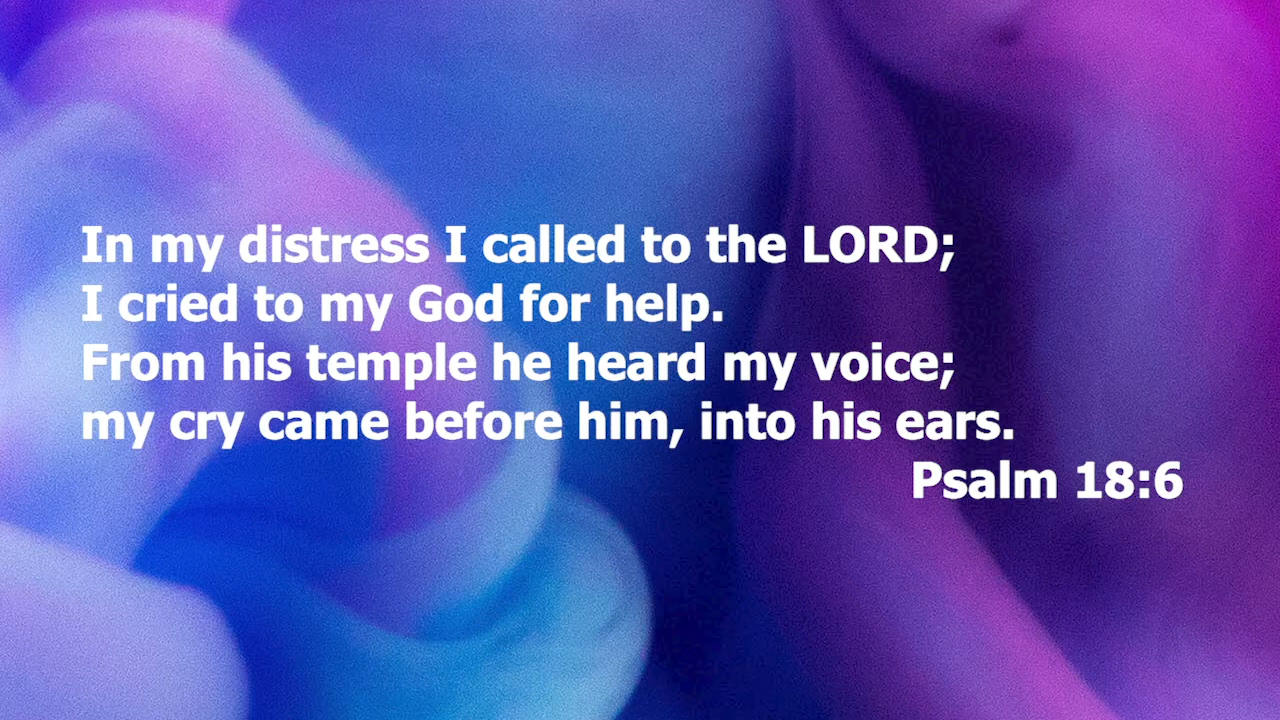 In my distress I called to the LORD;
I cried to my God for help.
From his temple he heard my voice;
my cry came before him, into his ears.
Psalm 18:6